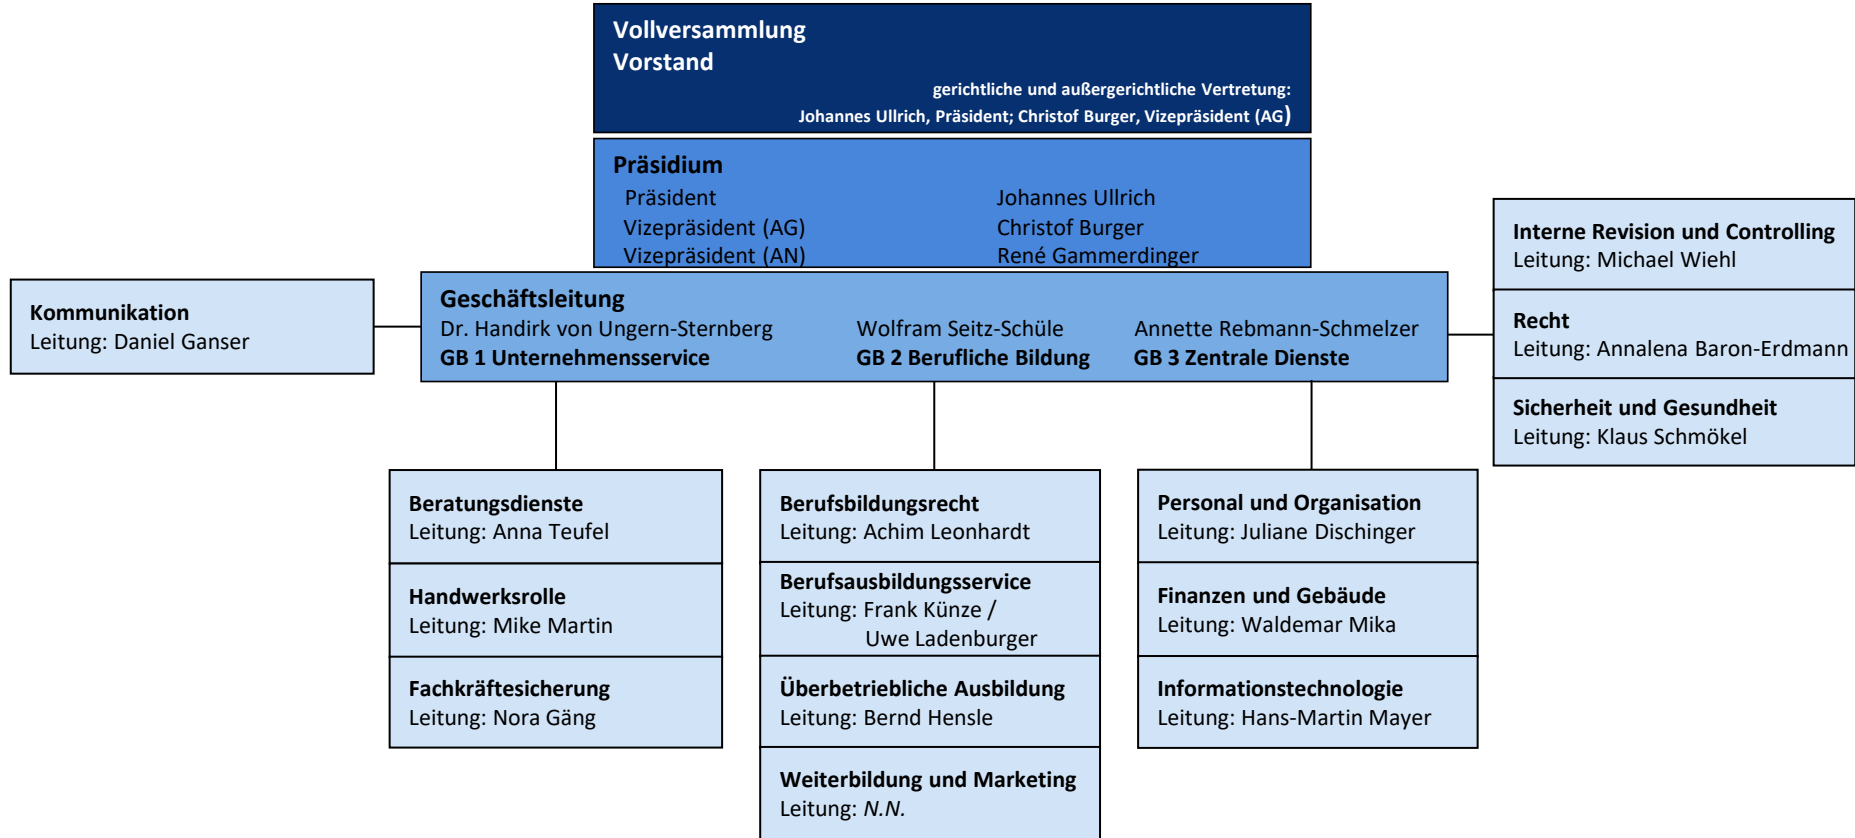 Vollversammlung
Vorstand
gerichtliche und außergerichtliche Vertretung:
Johannes Ullrich, Präsident; Christof Burger, Vizepräsident (AG)
Präsidium
Präsident Johannes Ullrich
Vizepräsident (AG) Christof Burger
Vizepräsident (AN) René Gammerdinger
Geschäftsleitung
Dr. Handirk von Ungern-Sternberg Wolfram Seitz-Schüle Annette Rebmann-Schmelzer
GB 1 Unternehmensservice GB 2 Berufliche Bildung GB 3 Zentrale Dienste
Kommunikation
Leitung: Daniel Ganser
Interne Revision und Controlling
Leitung: Michael Wiehl
Recht
Leitung: Annalena Baron-Erdmann
Sicherheit und Gesundheit
Leitung: Klaus Schmökel
Beratungsdienste
Leitung: Anna Teufel
Handwerksrolle
Leitung: Mike Martin
Fachkräftesicherung
Leitung: Nora Gäng
Berufsbildungsrecht
Leitung: Achim Leonhardt
Berufsausbildungsservice
Leitung: Frank Künze /
Uwe Ladenburger
Überbetriebliche Ausbildung
Leitung: Bernd Hensle
Weiterbildung und Marketing
Leitung: N.N.
Personal und Organisation
Leitung: Juliane Dischinger
Finanzen und Gebäude
Leitung: Waldemar Mika
Informationstechnologie
Leitung: Hans-Martin Mayer